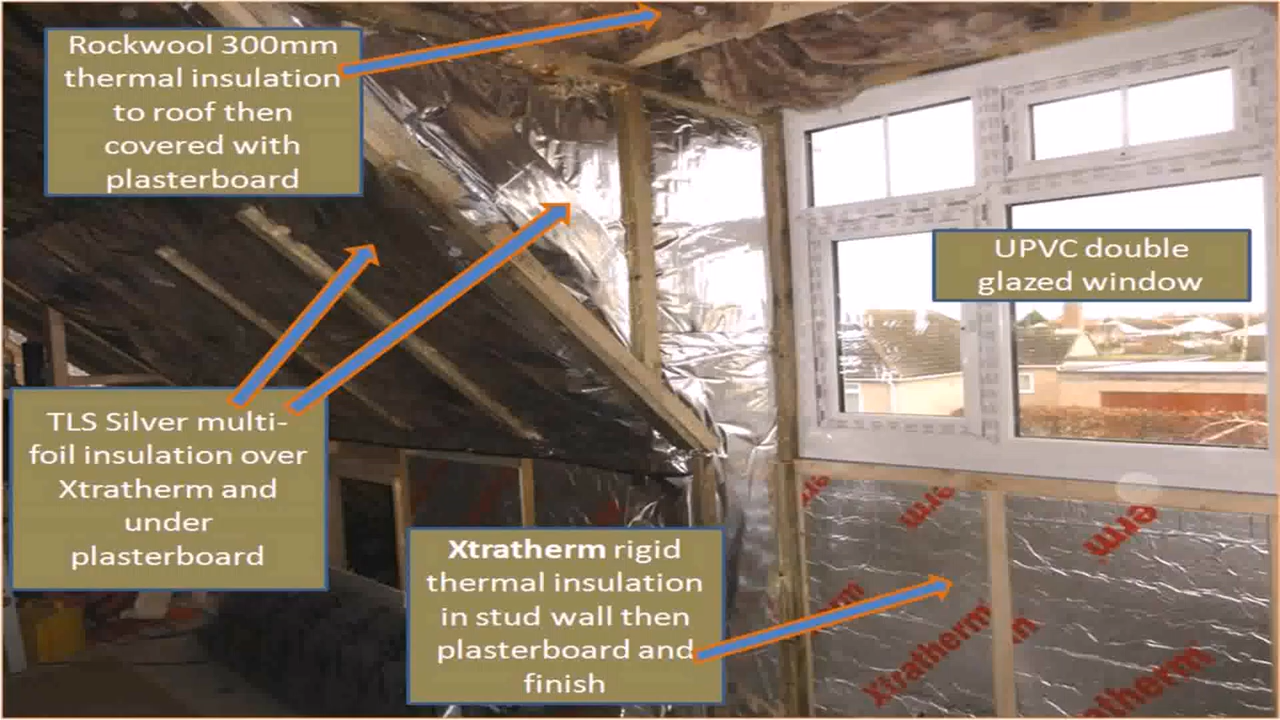 Rockwool 300mm
thermal insulation
to roof then
covered with
plasterboard
UPVC double
glazed window
TLS Silver multi-
foil insulation over
Xtratherm and
under
plasterboard
Xtratherm rigid
thermal insulation
in stud wall then
plasterboard and
finish
Xtratherm